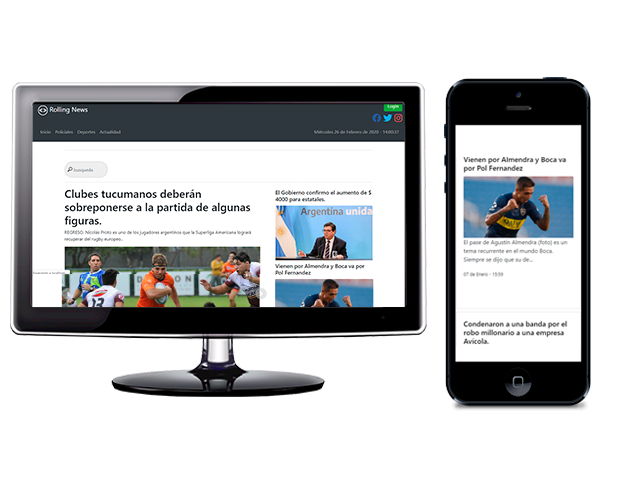 Rolling News
Login
Inicio Policiales Deportes Actualidad
Miércoles 26 de Febrero de 2020 - 14:00:37
busqueda
Clubes tucumanos deberán
sobreponerse a la partida de algunas
figuras.
REGRESO. Nicolás Proto es uno de los jugadores argentinos que la Superliga Americana logrará
recuperar del rugby europeo...
El Gobierno confirmo el aumento de $
4000 para estatales.
Argentina unida
Vienen por Almendra y Boca va
por Pol Fernandez
Vienen por Almendra y Boca va
por Pol Fernandez
El pase de Agustín Almendra (foto) es un
tema recurrente en el mundo Boca.
Siempre se dijo que su de...
07 de Enero - 15:59
Condenaron a una banda por el
robo millonario a una empresa
Avicola.